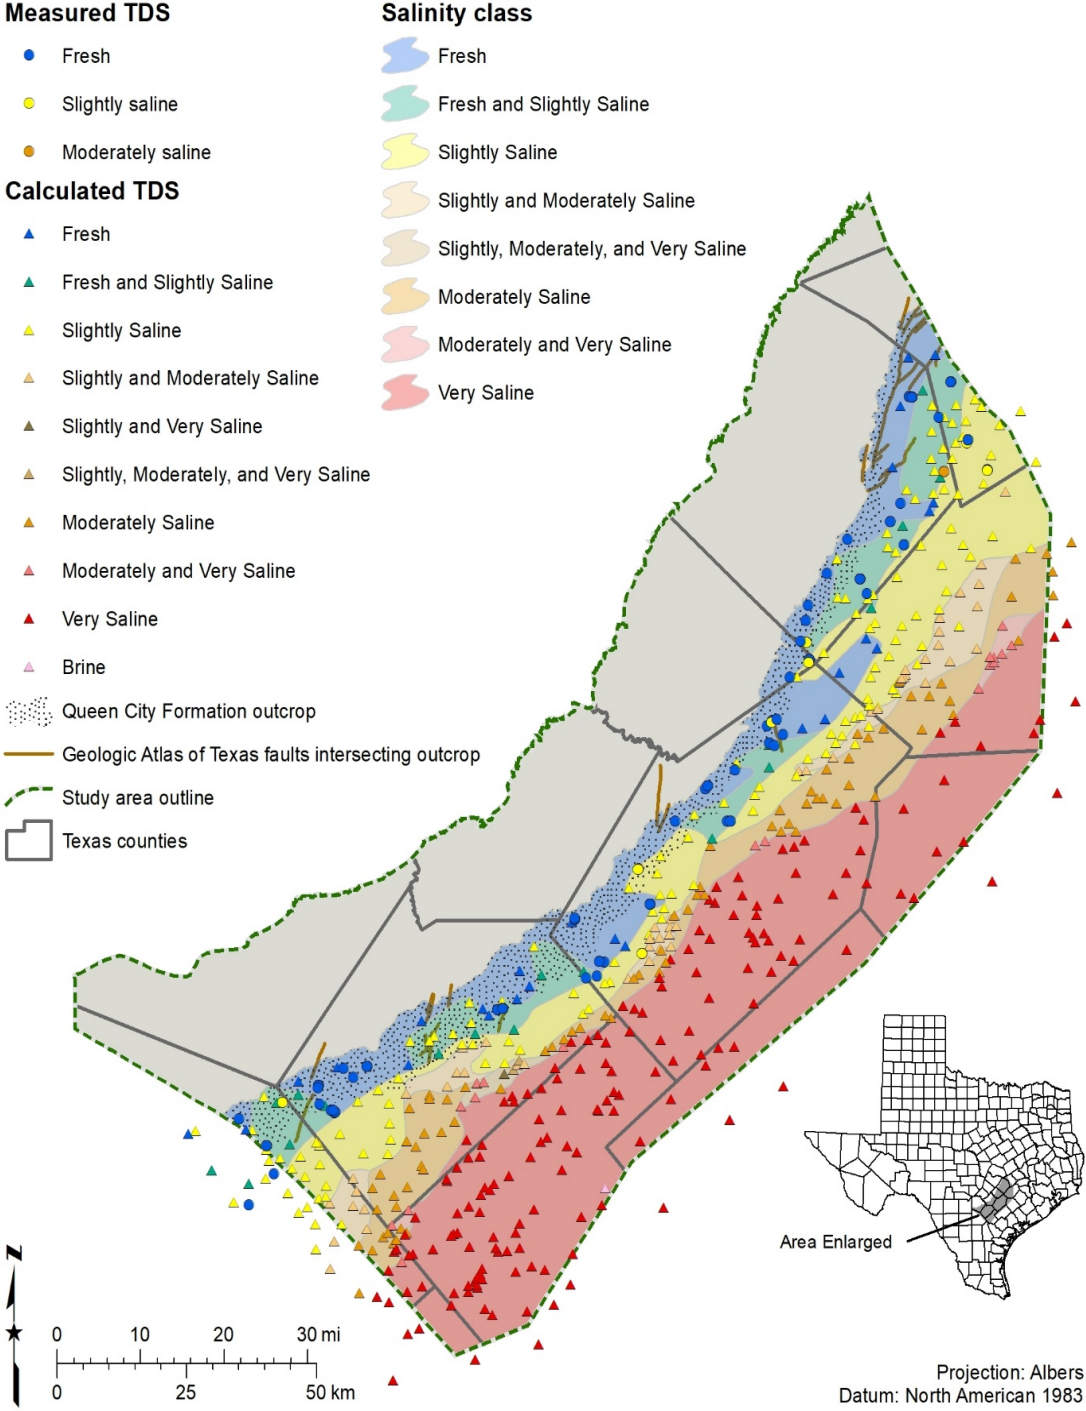 Measured TDS
Fresh
Slightly saline
Moderately saline
Calculated TDS
Fresh
Fresh and Slightly Saline
Slightly Saline
Slightly and Moderately Saline
Slightly and Very Saline
Slightly, Moderately, and Very Saline
Moderately Saline
Moderately and Very Saline
Very Saline
Brine
Queen City Formation outcrop
Geologic Atlas of Texas faults intersecting outcrop
Study area outline
Texas counties
Salinity class
Fresh
Fresh and Slightly Saline
Slightly Saline
Slightly and Moderately Saline
Slightly, Moderately, and Very Saline
Moderately Saline
Moderately and Very Saline
Very Saline
Area Enlarged
N
0 10 20 30 mi
0 25 50 km
Projection: Albers
Datum: North American 1983